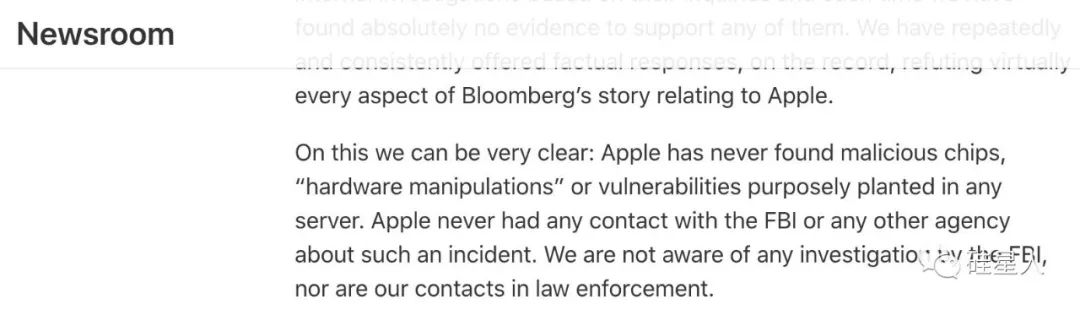 Newsroom
found absolutely no evidence to support any of them. We have repeatedly
and consistently offered factual responses, on the record, refuting virtually
every aspect of Bloomberg’s story relating to Apple.
On this we can be very clear: Apple has never found malicious chips,
“hardware manipulations” or vulnerabilities purposely planted in any
server. Apple never had any contact with the FBI or any other agency
about such an incident. We are not aware of any investigation by the FBI,
nor are our contacts in law enforcement.
硅星人